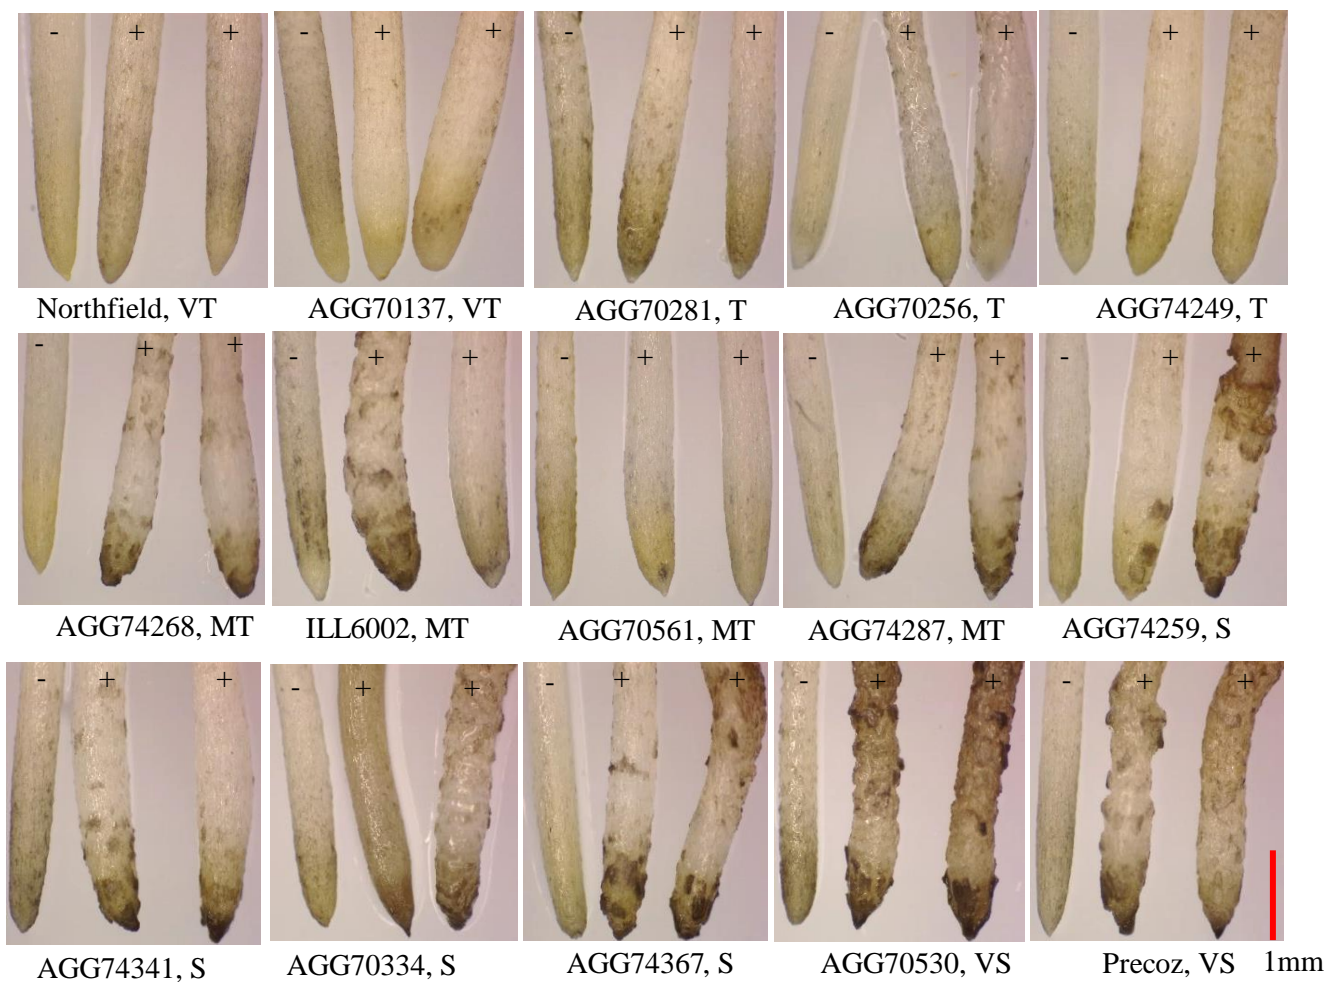 - + +
- + +
- + +
- + +
- + +
Northfield, VT
AGG70137, VT
AGG70281, T
AGG70256, T
AGG74249, T
- + +
- + +
- + +
- + +
- + +
AGG74268, MT
ILL6002, MT
AGG70561, MT
AGG74287, MT
AGG74259, S
- + +
- + +
- + +
- + +
- + +
AGG74341, S
AGG70334, S
AGG74367, S
AGG70530, VS
Precoz, VS
1mm